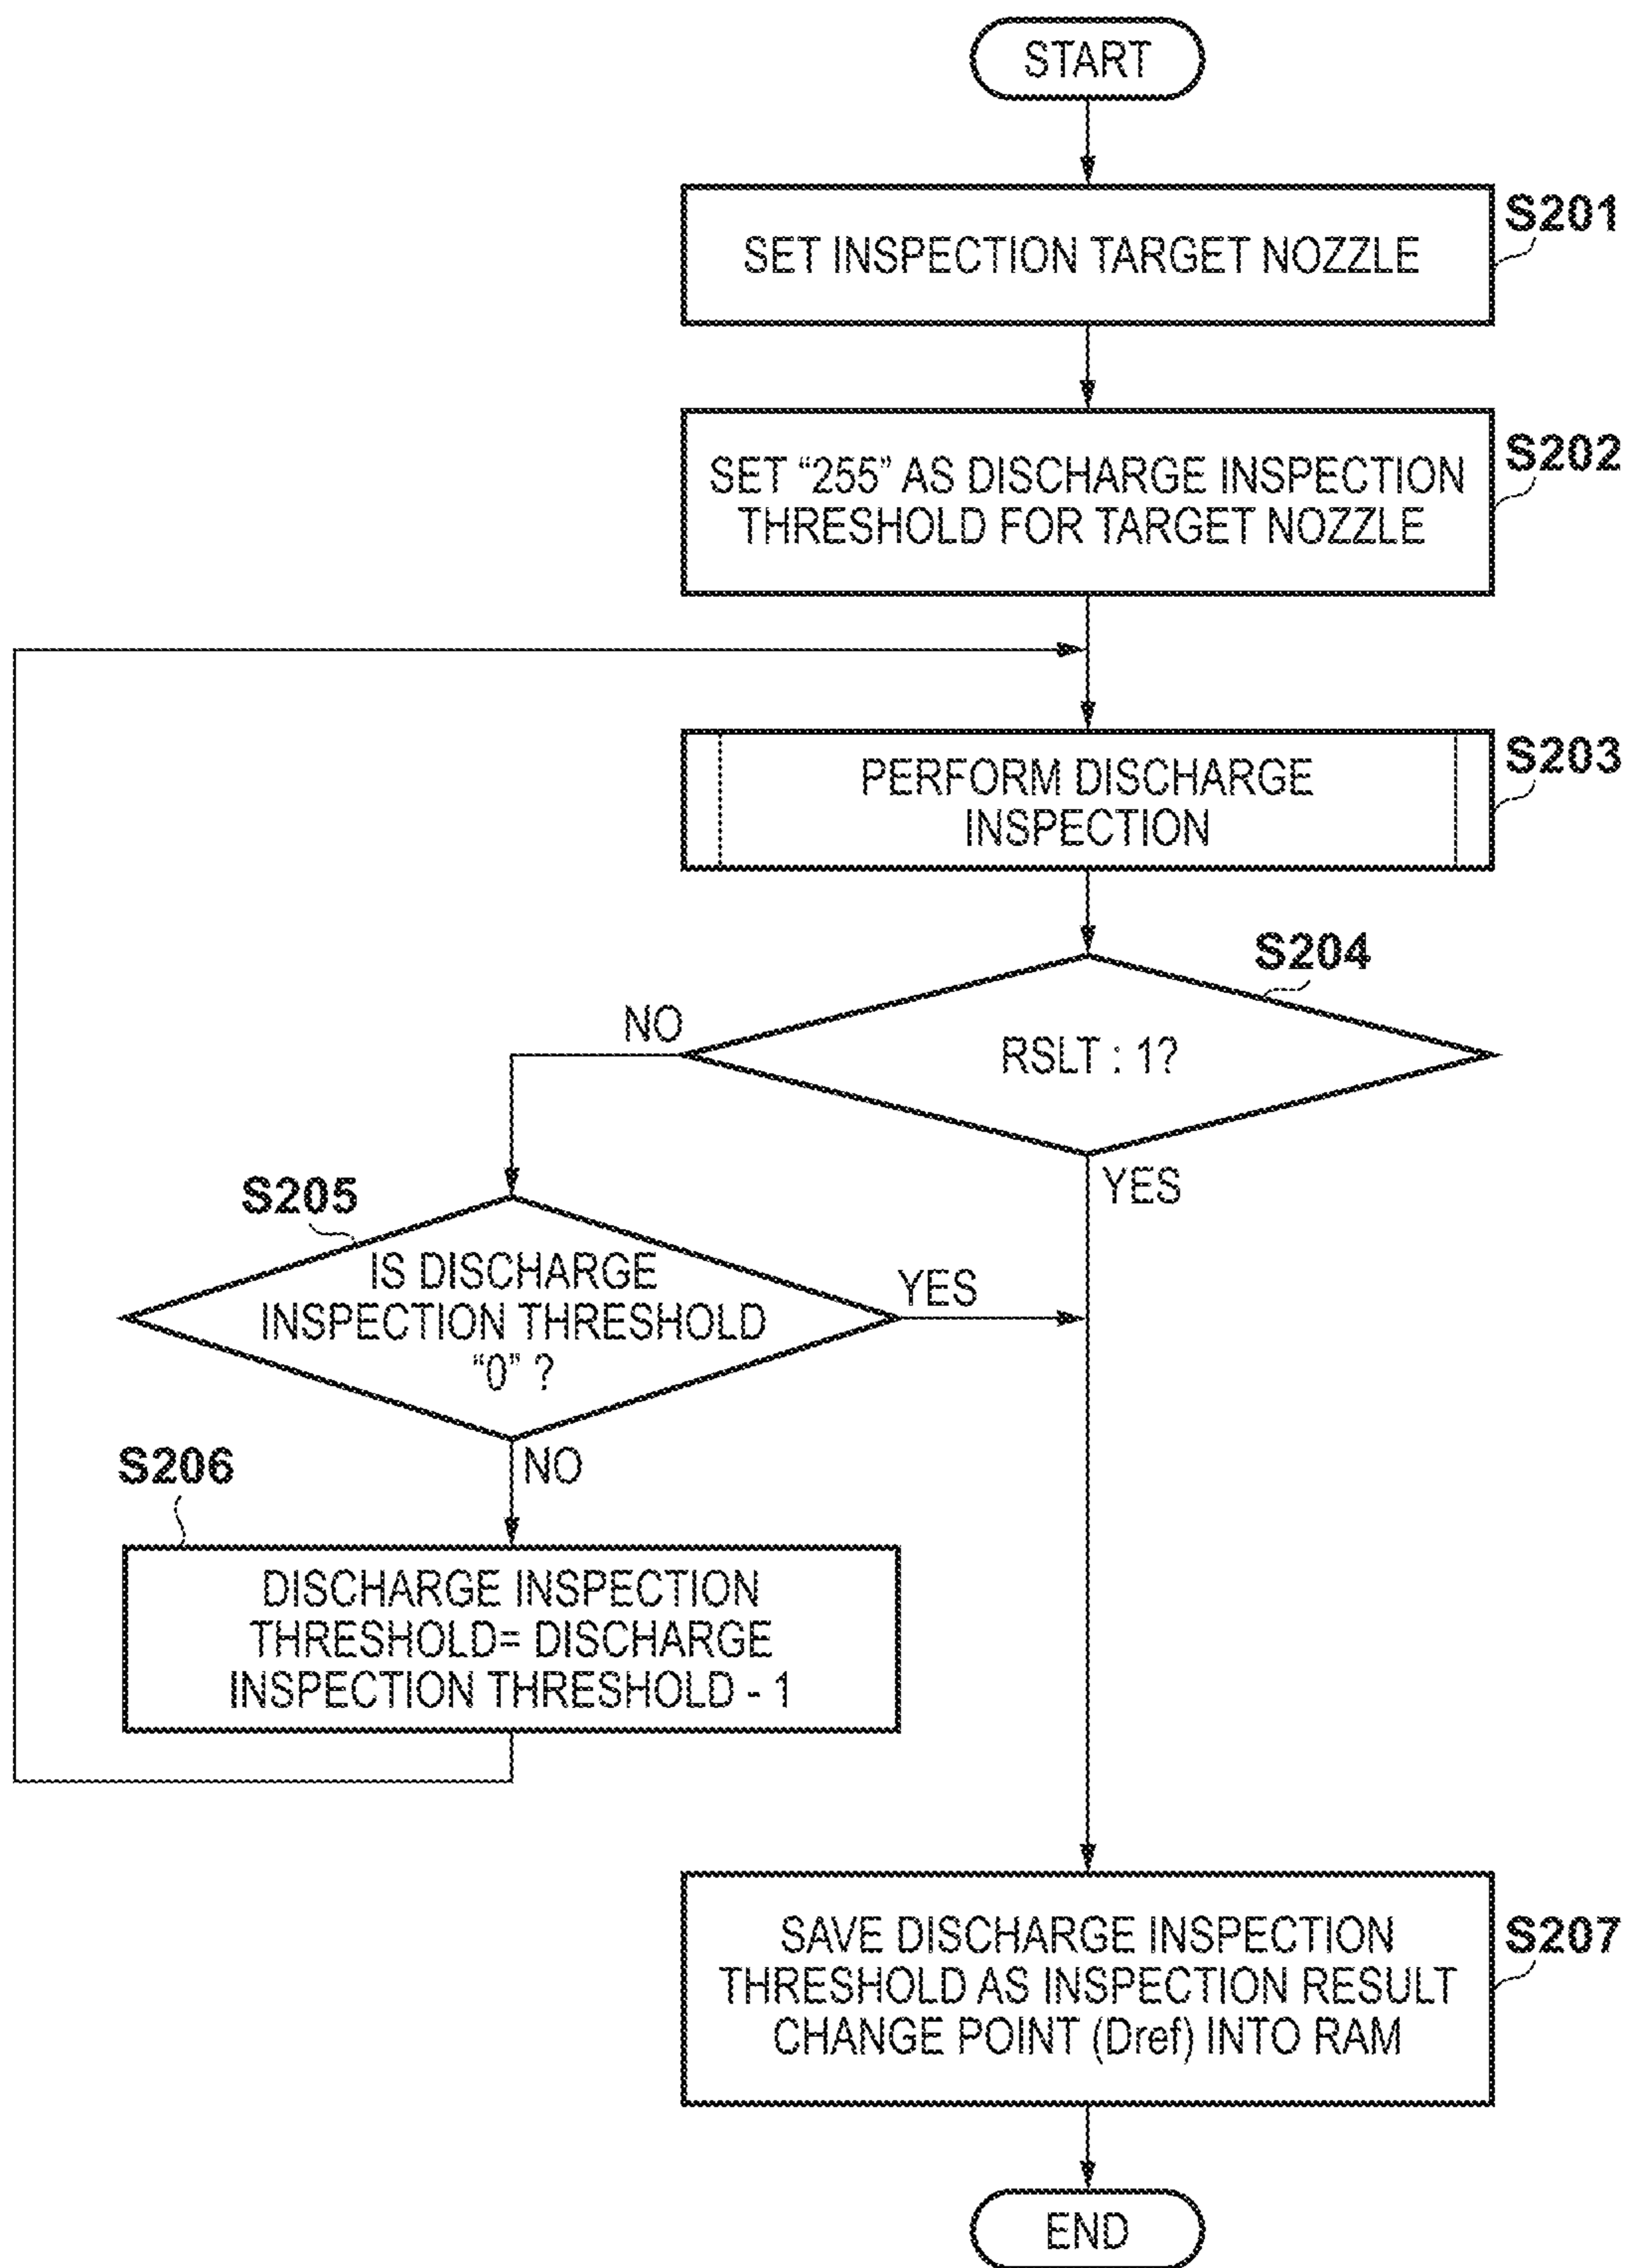 START
SET INSPECTION TARGET NOZZLE
S201
SET “255” AS DISCHARGE INSPECTION
THRESHOLD FOR TARGET NOZZLE
S202
PERFORM DISCHARGE
INSPECTION
S203
S204
RSLT : 1?
NO
YES
S205
IS DISCHARGE
INSPECTION THRESHOLD
“0” ?
YES
NO
S206
DISCHARGE INSPECTION
THRESHOLD= DISCHARGE
INSPECTION THRESHOLD - 1
SAVE DISCHARGE INSPECTION
THRESHOLD AS INSPECTION RESULT
CHANGE POINT (Dref) INTO RAM
S207
END